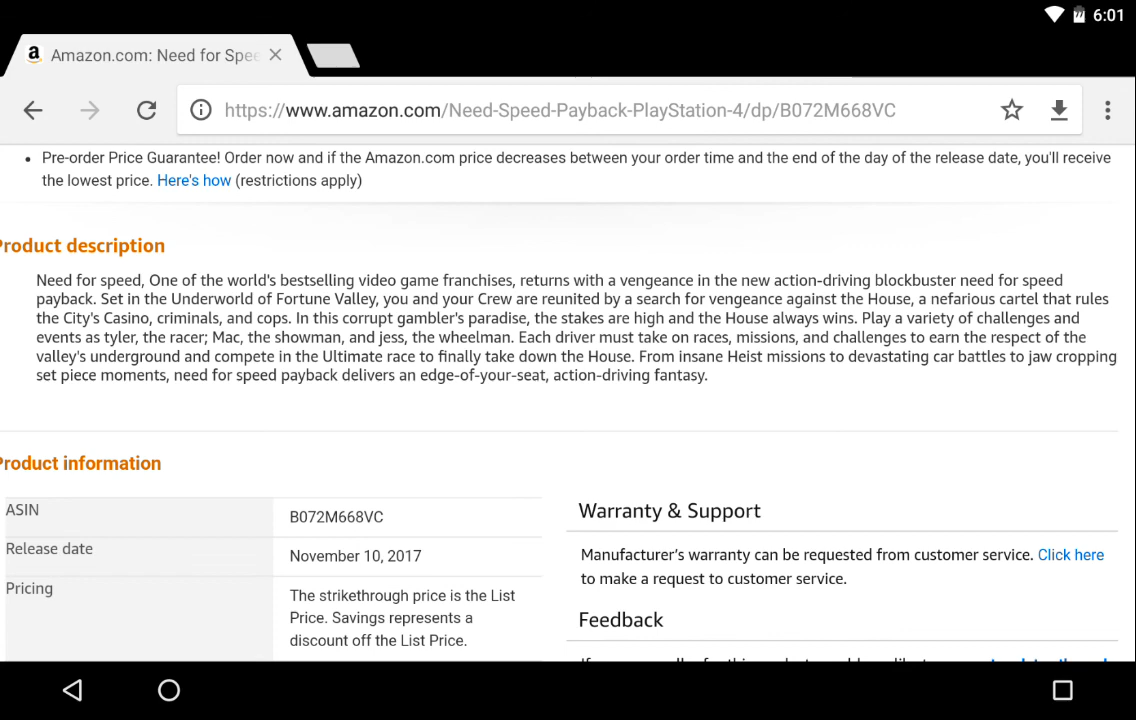 6:01
a Amazon.com: Need for Spee
https://www.amazon.com/Need-Speed-Payback-PlayStation-4/dp/B072M668VC
• Pre-order Price Guarantee! Order now and if the Amazon.com price decreases between your order time and the end of the day of the release date, you'll receive
the lowest price. Here's how (restrictions apply)
Product description
Need for speed, One of the world's bestselling video game franchises, returns with a vengeance in the new action-driving blockbuster need for speed
payback. Set in the Underworld of Fortune Valley, you and your Crew are reunited by a search for vengeance against the House, a nefarious cartel that rules
the City's Casino, criminals, and cops. In this corrupt gambler's paradise, the stakes are high and the House always wins. Play a variety of challenges and
events as tyler, the racer; Mac, the showman, and jess, the wheelman. Each driver must take on races, missions, and challenges to earn the respect of the
valley's underground and compete in the Ultimate race to finally take down the House. From insane Heist missions to devastating car battles to jaw cropping
set piece moments, need for speed payback delivers an edge-of-your-seat, action-driving fantasy.
Product information
ASIN
B072M668VC
Release date
November 10, 2017
Pricing
The strikethrough price is the List
Price. Savings represents a
discount off the List Price.
Warranty & Support
Manufacturer's warranty can be requested from customer service. Click here
to make a request to customer service.
Feedback